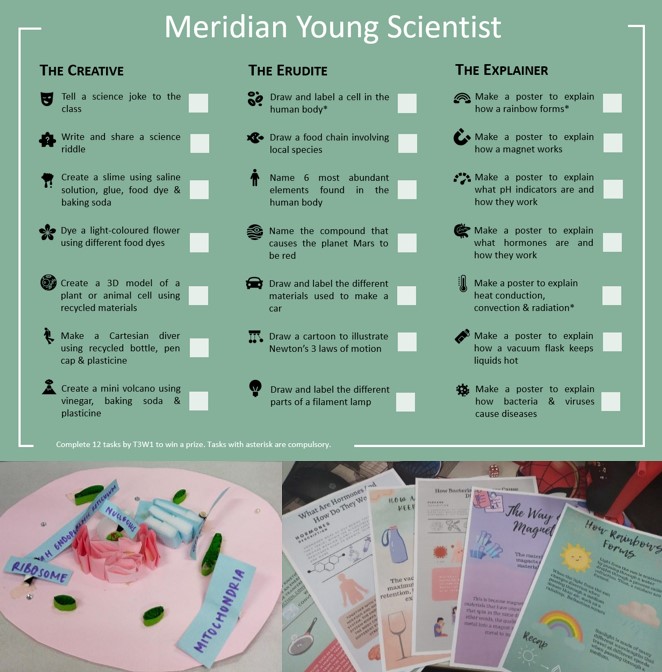 Meridian Young Scientist
THE CREATIVE
Tell a science joke to the
class
Write and share a science
riddle
Create a slime using saline
solution, glue, food dye &
baking soda
Dye a light-coloured flower
using different food dyes
Create a 3D model of a
plant or animal cell using
recycled materials
Make a Cartesian diver
using recycled bottle, pen
cap & plasticine
Create a mini volcano using
vinegar, baking soda &
plasticine
THE ERUDITE
Draw and label a cell in the
human body*
Draw a food chain involving
local species
Name 6 most abundant
elements found in the
human body
Name the compound that
causes the planet Mars to
be red
Draw and label the different
materials used to make a
car
Draw a cartoon to illustrate
Newton's 3 laws of motion
Draw and label the different
parts of a filament lamp
THE EXPLAINER
Make a poster to explain
how a rainbow forms*
Make a poster to explain
how a magnet works
Make a poster to explain
what pH indicators are and
how they work
Make a poster to explain
what hormones are and
how they work
Make a poster to explain
heat conduction,
convection & radiation*
Make a poster to explain
how a vacuum flask keeps
liquids hot
Make a poster to explain
how bacteria & viruses
cause diseases
Complete 12 tasks by T3W1 to win a prize. Tasks with asterisk are compulsory.
NUCLEUS
RIBOSOME
MITOCHONDRIA
What Are Hormones
How Do They
HORMONES
How Bacteria
The Way
Magnet
How Rainbows
Forms
Recap